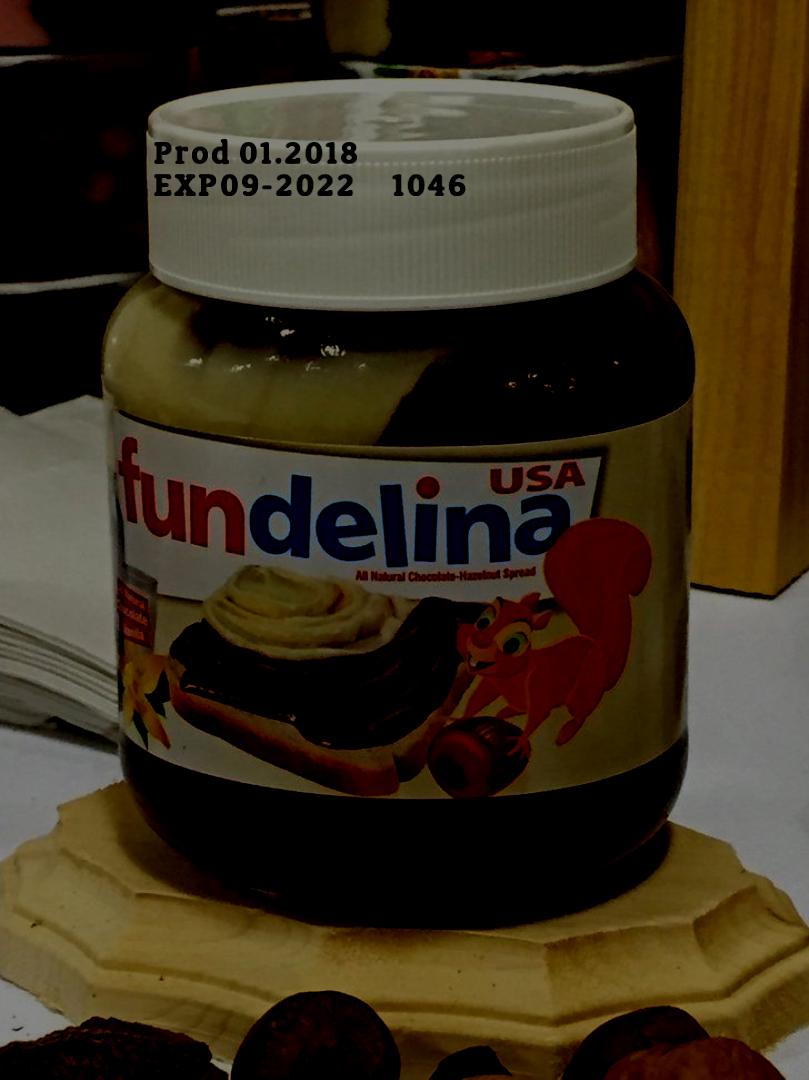 Prod 01.2018
EXP09-2022 1046
USA
fundelina
All Natural Chocolate-Hazelnut Spread